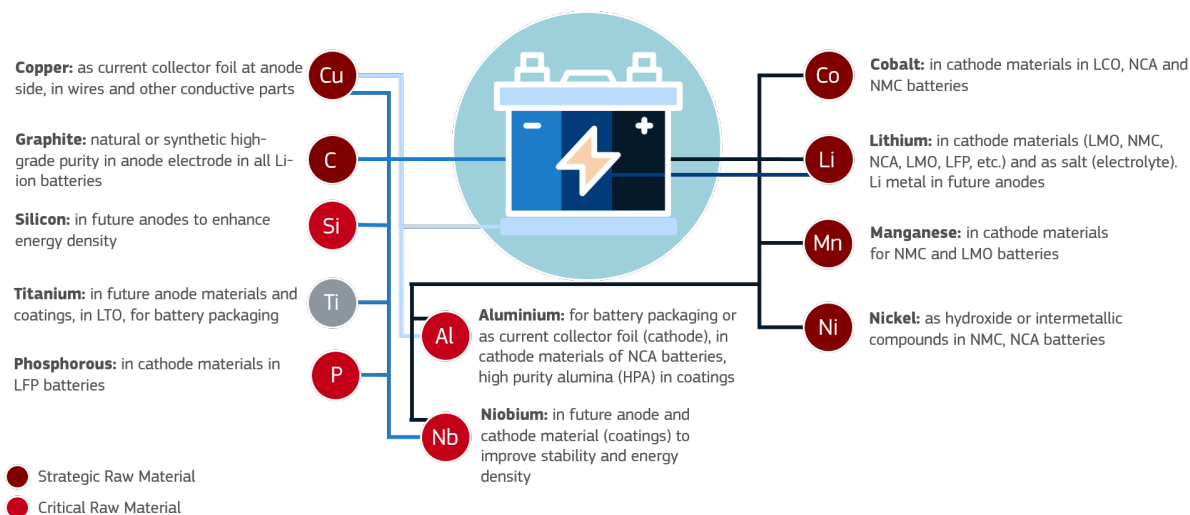 Copper: as current collector foil at anode
side, in wires and other conductive parts
Cu
Graphite: natural or synthetic high-
grade purity in anode electrode in all Li-
ion batteries
C
Silicon: in future anodes to enhance
energy density
Si
Titanium: in future anode materials and
coatings, in LTO, for battery packaging
Ti
Phosphorous: in cathode materials in
LFP batteries
P
Al
Aluminium: for battery packaging or
as current collector foil (cathode), in
cathode materials of NCA batteries,
high purity alumina (HPA) in coatings
Nb
Niobium: in future anode and
cathode material (coatings) to
improve stability and energy
density
Co
Cobalt: in cathode materials in LCO, NCA and
NMC batteries
Li
Lithium: in cathode materials (LMO, NMC,
NCA, LMO, LFP, etc.) and as salt (electrolyte).
Li metal in future anodes
Mn
Manganese: in cathode materials
for NMC and LMO batteries
Ni
Nickel: as hydroxide or intermetallic
compounds in NMC, NCA batteries
- +
Strategic Raw Material
Critical Raw Material